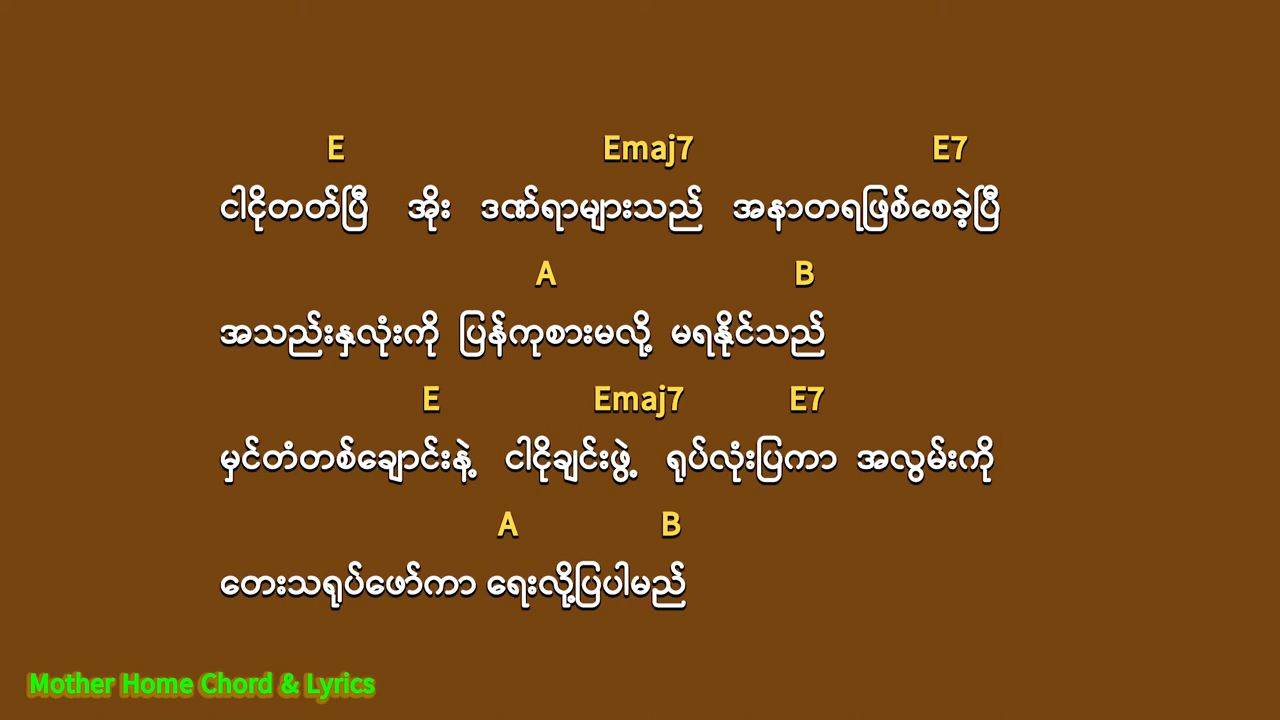 E Emaj7 E7
ငါငိုတတ်ပြီ အိုး ဒဏ်ရာများသည် အနာတရဖြစ်စေခဲ့ပြီ
A B
အသည်းနှလုံးကို ပြန်ကုစားမလို့ မရနိုင်သည်
E Emaj7 E7
မှင်တံတစ်ချောင်းနဲ့ ငါငိုချင်းဖွဲ့ ရုပ်လုံးပြကာ အလွမ်းကို
A B
တေးသရုပ်ဖော်ကာ ရေးလို့ပြပါမည်
Mother Home Chord & Lyrics